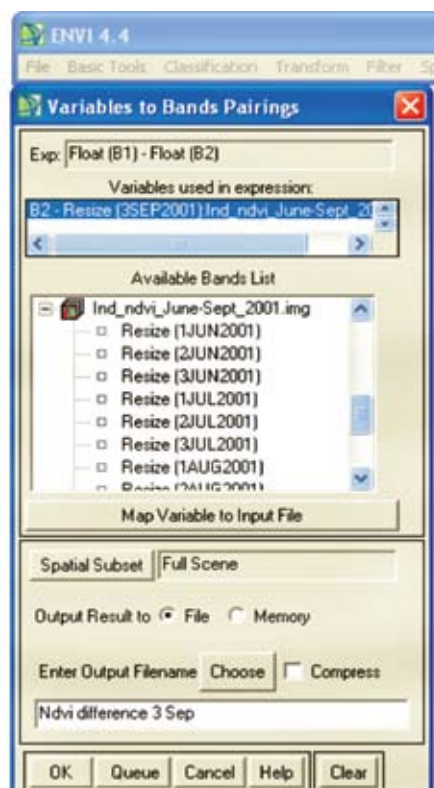 ENVI 4.4
File Basic Tools Classification Transform Filter
Variables to Bands Pairings
Exp: Float (B1) - Float (B2)
Variables used in expression:
B2 - Resize (3SEP2001):Ind_ndvi_June-Sept_20
Available Bands List
Ind_ndvi_June-Sept_2001.img
Resize (1JUN2001)
Resize (2JUN2001)
Resize (3JUN2001)
Resize (1JUL2001)
Resize (2JUL2001)
Resize (3JUL2001)
Resize (1AUG2001)
Resize (2AUG2001)
Map Variable to Input File
Spatial Subset Full Scene
Output Result to File Memory
Enter Output Filename Choose Compress
Ndvi difference 3 Sep
OK Queue Cancel Help Clear